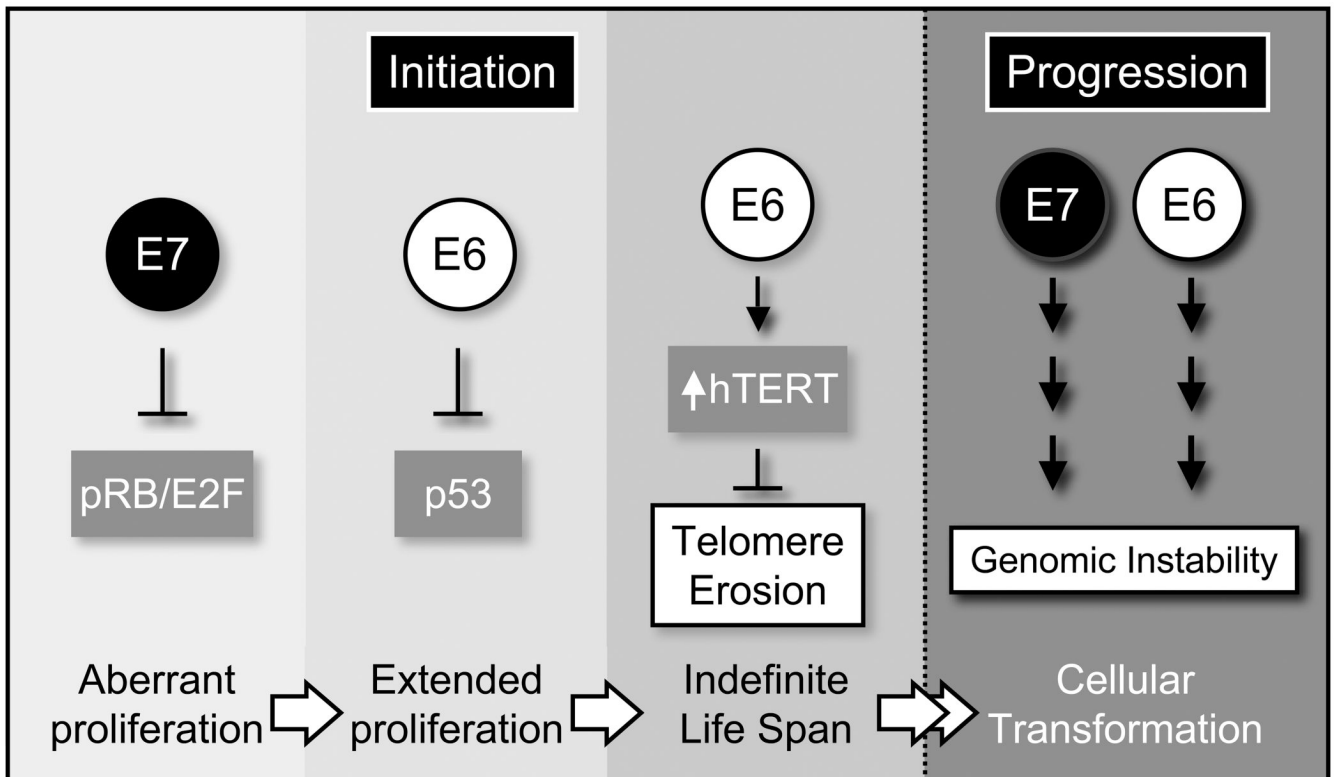 Initiation
Progression
E7
pRB/E2F
Aberrant
proliferation
E6
p53
Extended
proliferation
E6
hTERT
Telomere
Erosion
Indefinite
Life Span
E7
E6
Genomic Instability
Cellular
Transformation